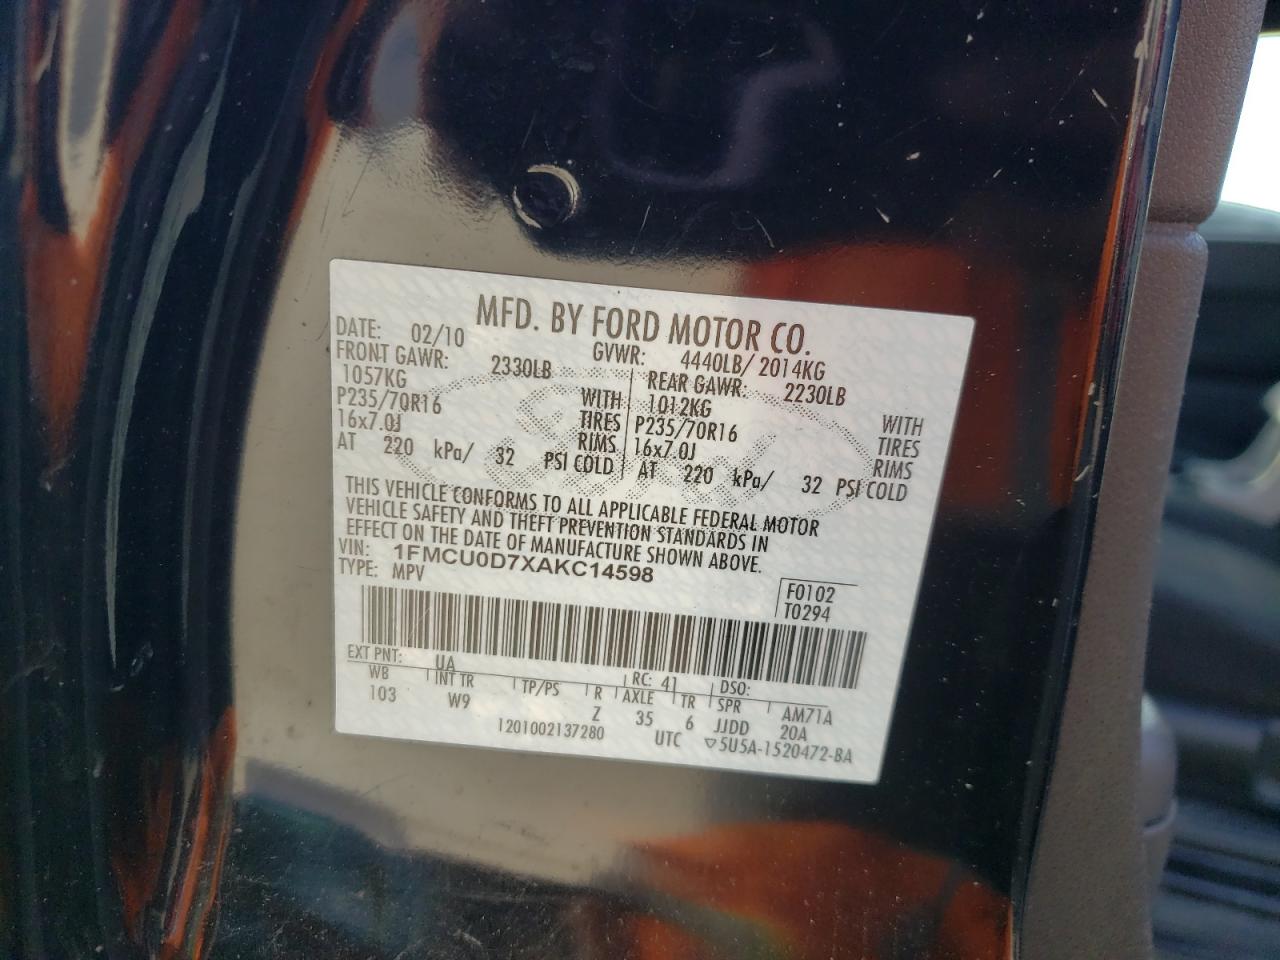 MFD. BY FORD MOTOR CO.
DATE: 02/10 GVWR: 4440LB/ 2014KG
FRONT GAWR: 2330LB REAR GAWR: 2230LB
1057KG WITH 1012KG WITH
P235/70R16 TIRES P235/70R16 TIRES
16x7.0J RIMS 16x7.0J RIMS
AT 220 kPa/ 32 PSI COLD AT 220 kPa/ 32 PSI COLD
THIS VEHICLE CONFORMS TO ALL APPLICABLE FEDERAL MOTOR
VEHICLE SAFETY AND THEFT PREVENTION STANDARDS IN
EFFECT ON THE DATE OF MANUFACTURE SHOWN ABOVE.
VIN: 1FMCU0D7XAKC14598
TYPE: MPV
F0102
T0294
EXT PNT: UA RC: 41 DSO:
WB INT TR TP/PS R AXLE TR SPR AM71A
103 W9 Z 35 6 JJDD 20A
1201002137280 UTC ▽5U5A-1520472-BA